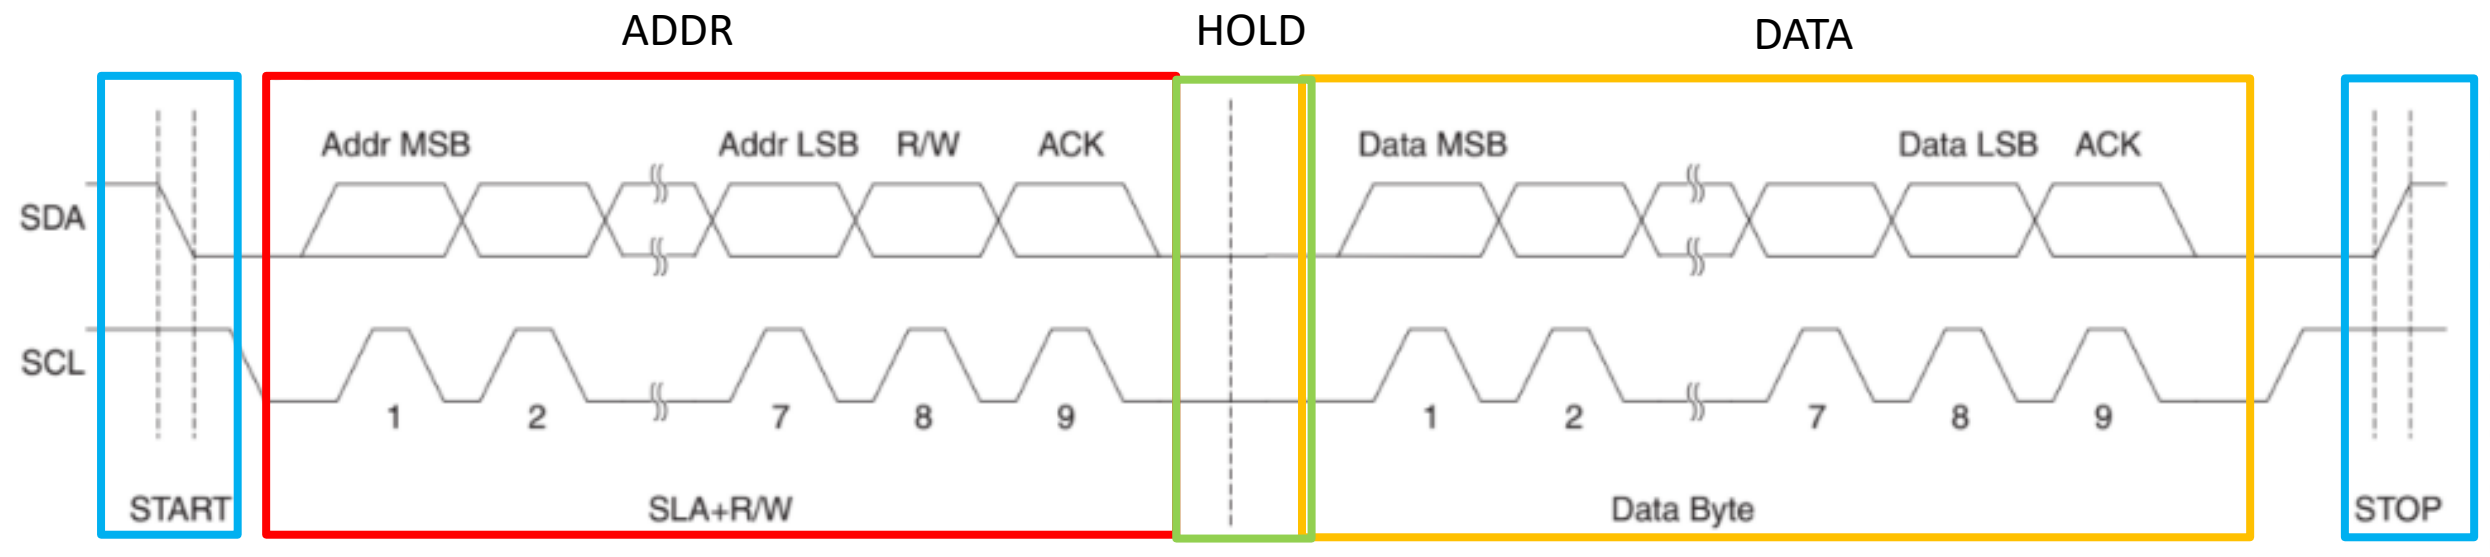 ADDR HOLD DATA
Addr MSB Addr LSB R/W ACK Data MSB Data LSB ACK
SDA
SCL
1 2 7 8 9 1 2 7 8 9
START SLA+R/W Data Byte STOP